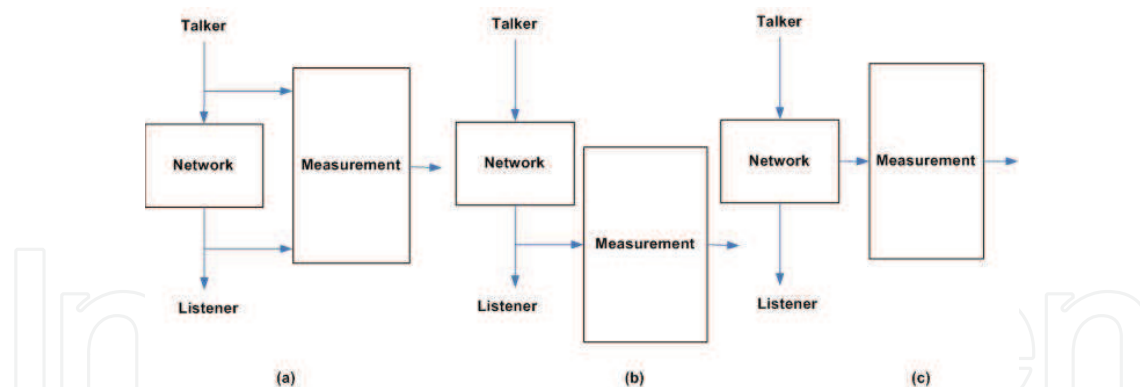 Talker
Network
Measurement
Listener
(a)
Talker
Network
Measurement
Listener
(b)
Talker
Network
Measurement
Listener
(c)